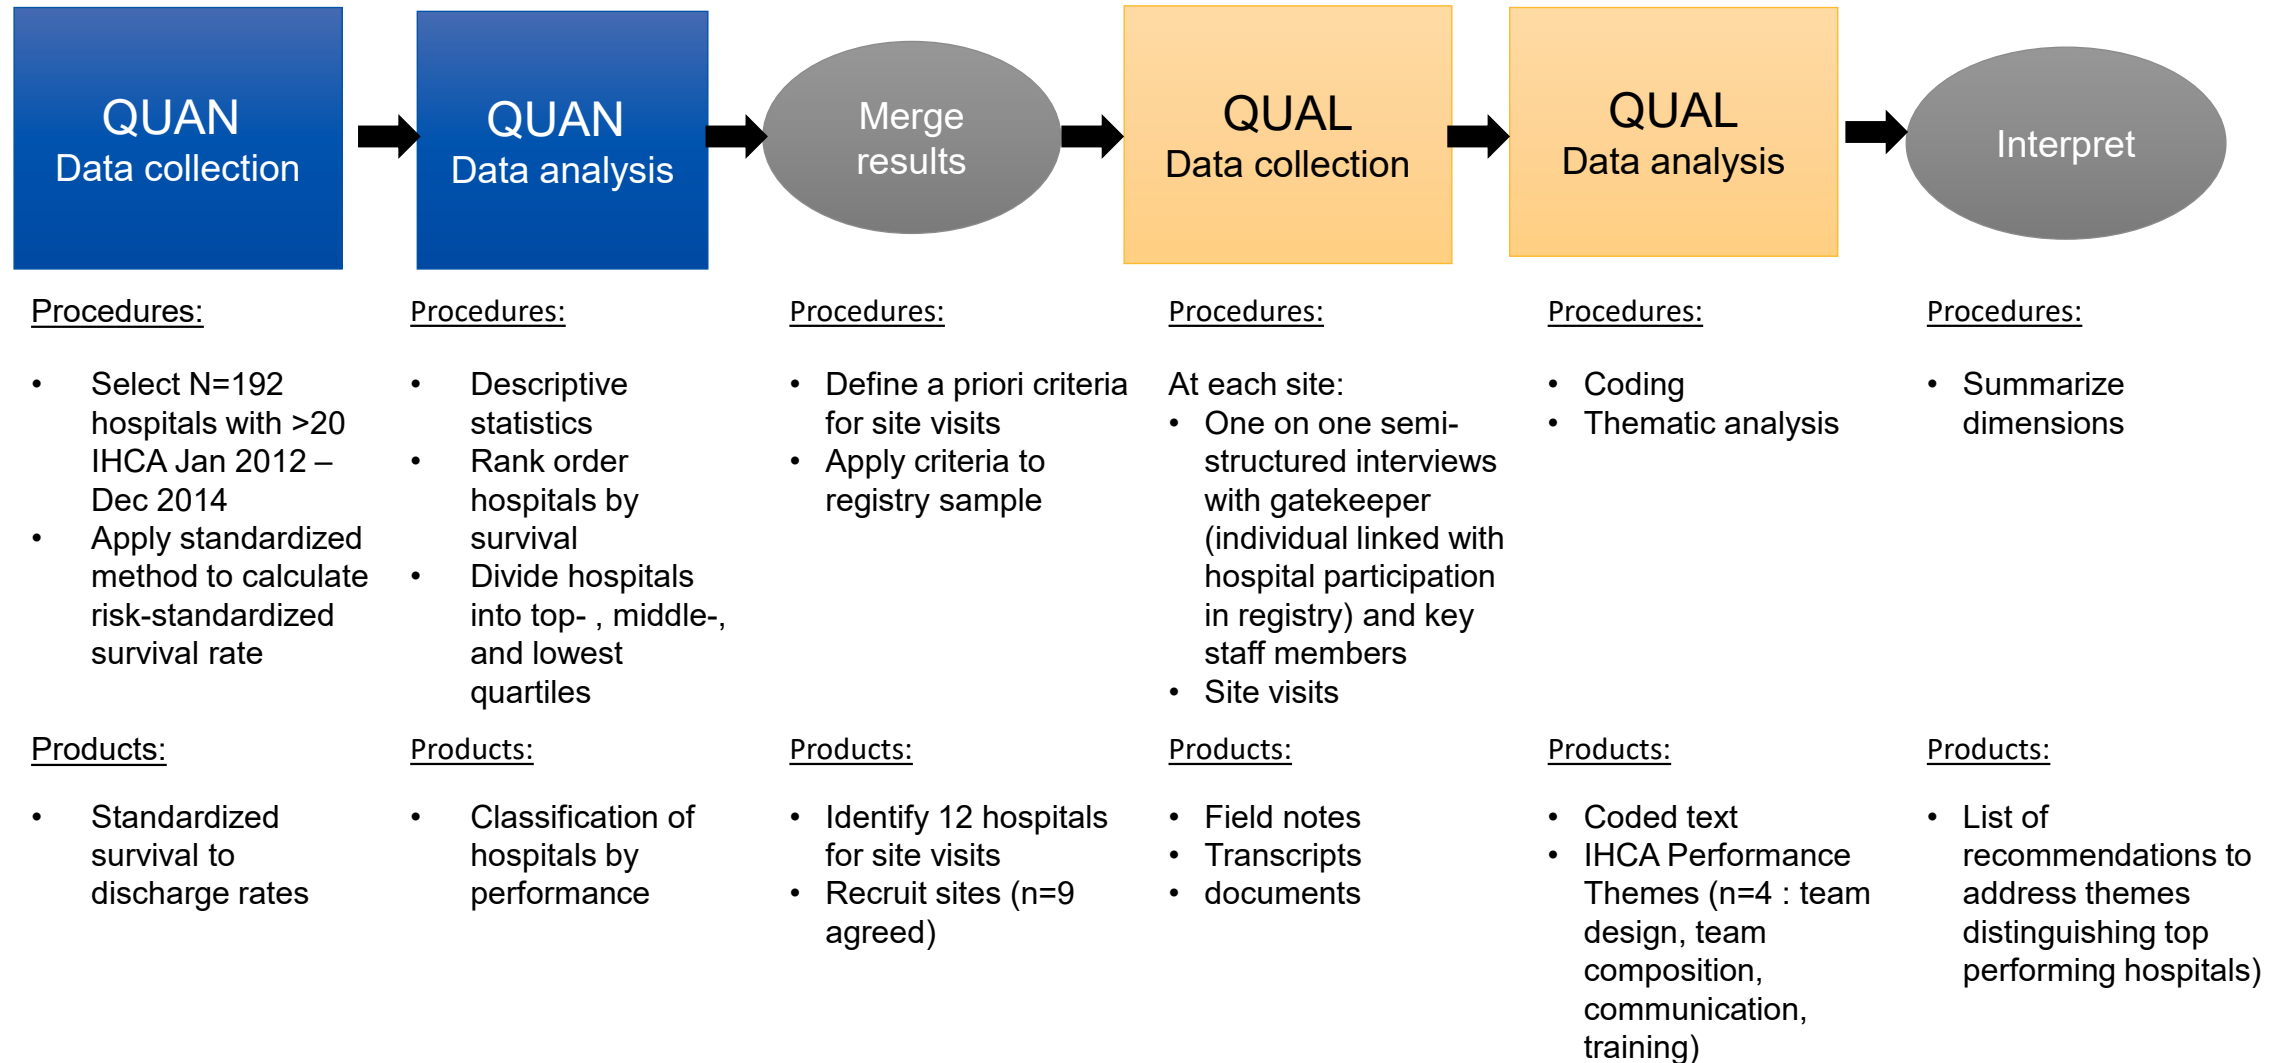 QUAN
Data collection
QUAN
Data analysis
Merge
results
QUAL
Data collection
QUAL
Data analysis
Interpret
Procedures:
• Select N=192
hospitals with >20
IHCA Jan 2012 –
Dec 2014
• Apply standardized
method to calculate
risk-standardized
survival rate
Products:
• Standardized
survival to
discharge rates
Procedures:
• Descriptive
statistics
• Rank order
hospitals by
survival
• Divide hospitals
into top- , middle-,
and lowest
quartiles
Products:
• Classification of
hospitals by
performance
Procedures:
• Define a priori criteria
for site visits
• Apply criteria to
registry sample
Products:
• Identify 12 hospitals
for site visits
• Recruit sites (n=9
agreed)
Procedures:
At each site:
• One on one semi-
structured interviews
with gatekeeper
(individual linked with
hospital participation
in registry) and key
staff members
• Site visits
Products:
• Field notes
• Transcripts
• documents
Procedures:
• Coding
• Thematic analysis
Products:
• Coded text
• IHCA Performance
Themes (n=4 : team
design, team
composition,
communication,
training)
Procedures:
• Summarize
dimensions
Products:
• List of
recommendations to
address themes
distinguishing top
performing hospitals)